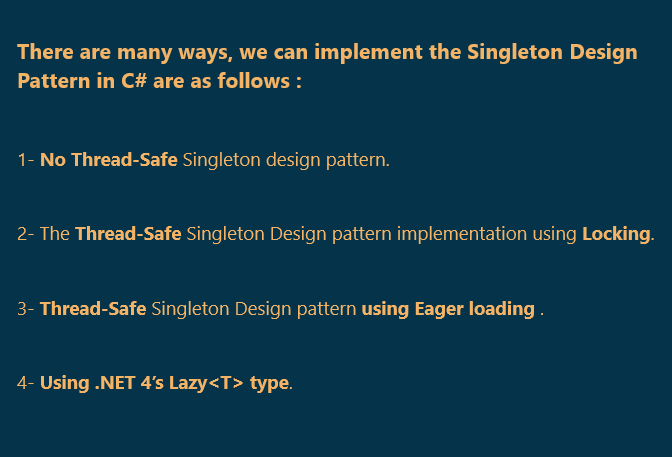 There are many ways, we can implement the Singleton Design
Pattern in C# are as follows :
1- No Thread-Safe Singleton design pattern.
2- The Thread-Safe Singleton Design pattern implementation using Locking.
3- Thread-Safe Singleton Design pattern using Eager loading .
4- Using .NET 4’s Lazy<T> type.